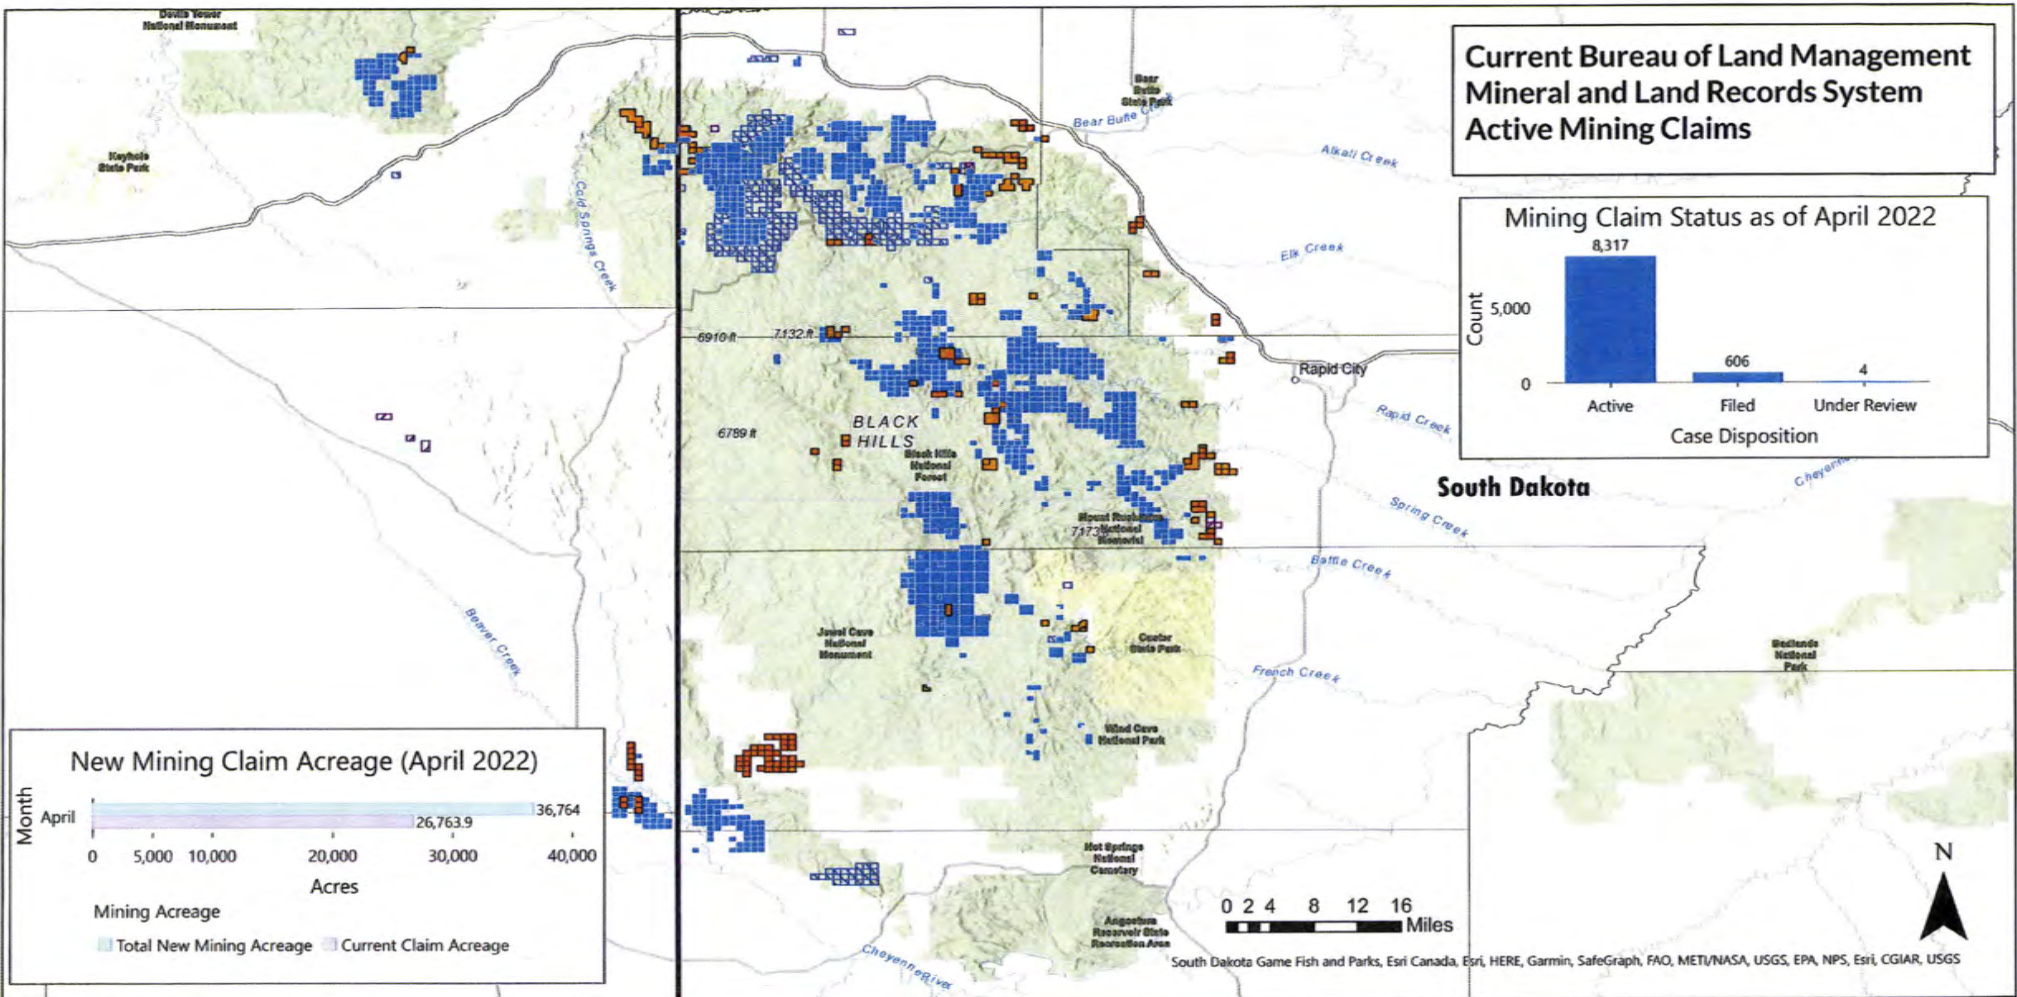 Devils Tower
National Monument
Keyhole
State Park
Cold Springs Creek
Bear
Butte
State Park
Bear Butte Creek
Current Bureau of Land Management
Mineral and Land Records System
Active Mining Claims
Alkali Creek
Elk Creek
Mining Claim Status as of April 2022
8,317
Count
5,000
606
4
0
Active
Filed
Under Review
Case Disposition
6910 ft
7132 ft
Rapid City
Rapid Creek
6789 ft
BLACK
HILLS
Black Hills
National
Forest
South Dakota
Spring Creek
Mount Rushmore
National
Memorial
Battle Creek
Beaver Creek
Jewel Cave
National
Monument
Custer
State Park
French Creek
Badlands
National
Park
Wind Cave
National Park
New Mining Claim Acreage (April 2022)
Month
April
36,764
26,763.9
0
5,000
10,000
20,000
30,000
40,000
Acres
Mining Acreage
Total New Mining Acreage
Current Claim Acreage
Hot Springs
National
Cemetery
Angostura
Reservoir State
Recreation Area
Cheyenne River
0 2 4 8 12 16
Miles
N
South Dakota Game Fish and Parks, Esri Canada, Esri, HERE, Garmin, SafeGraph, FAO, METI/NASA, USGS, EPA, NPS, Esri, CGIAR, USGS